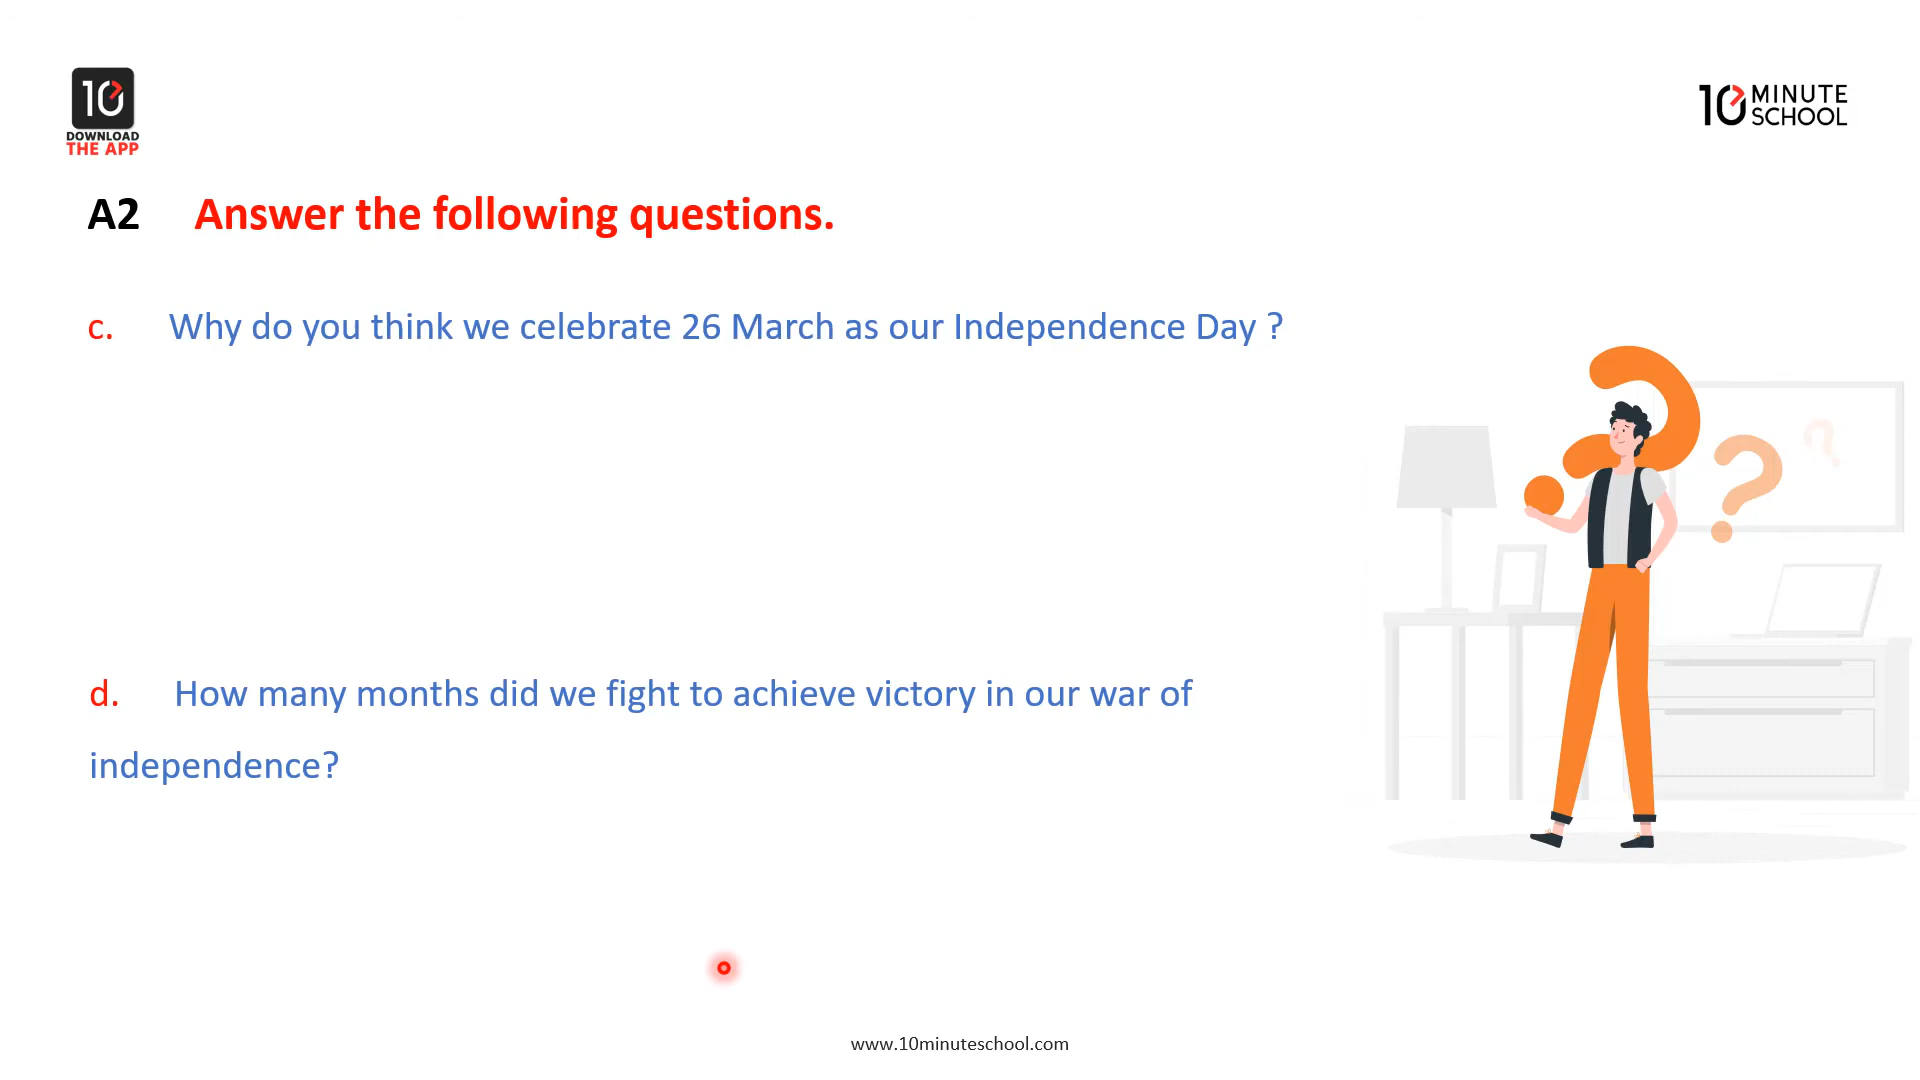 10
DOWNLOAD
THE APP
10 MINUTE
SCHOOL
A2 Answer the following questions.
c. Why do you think we celebrate 26 March as our Independence Day ?
d. How many months did we fight to achieve victory in our war of
independence?
www.10minuteschool.com